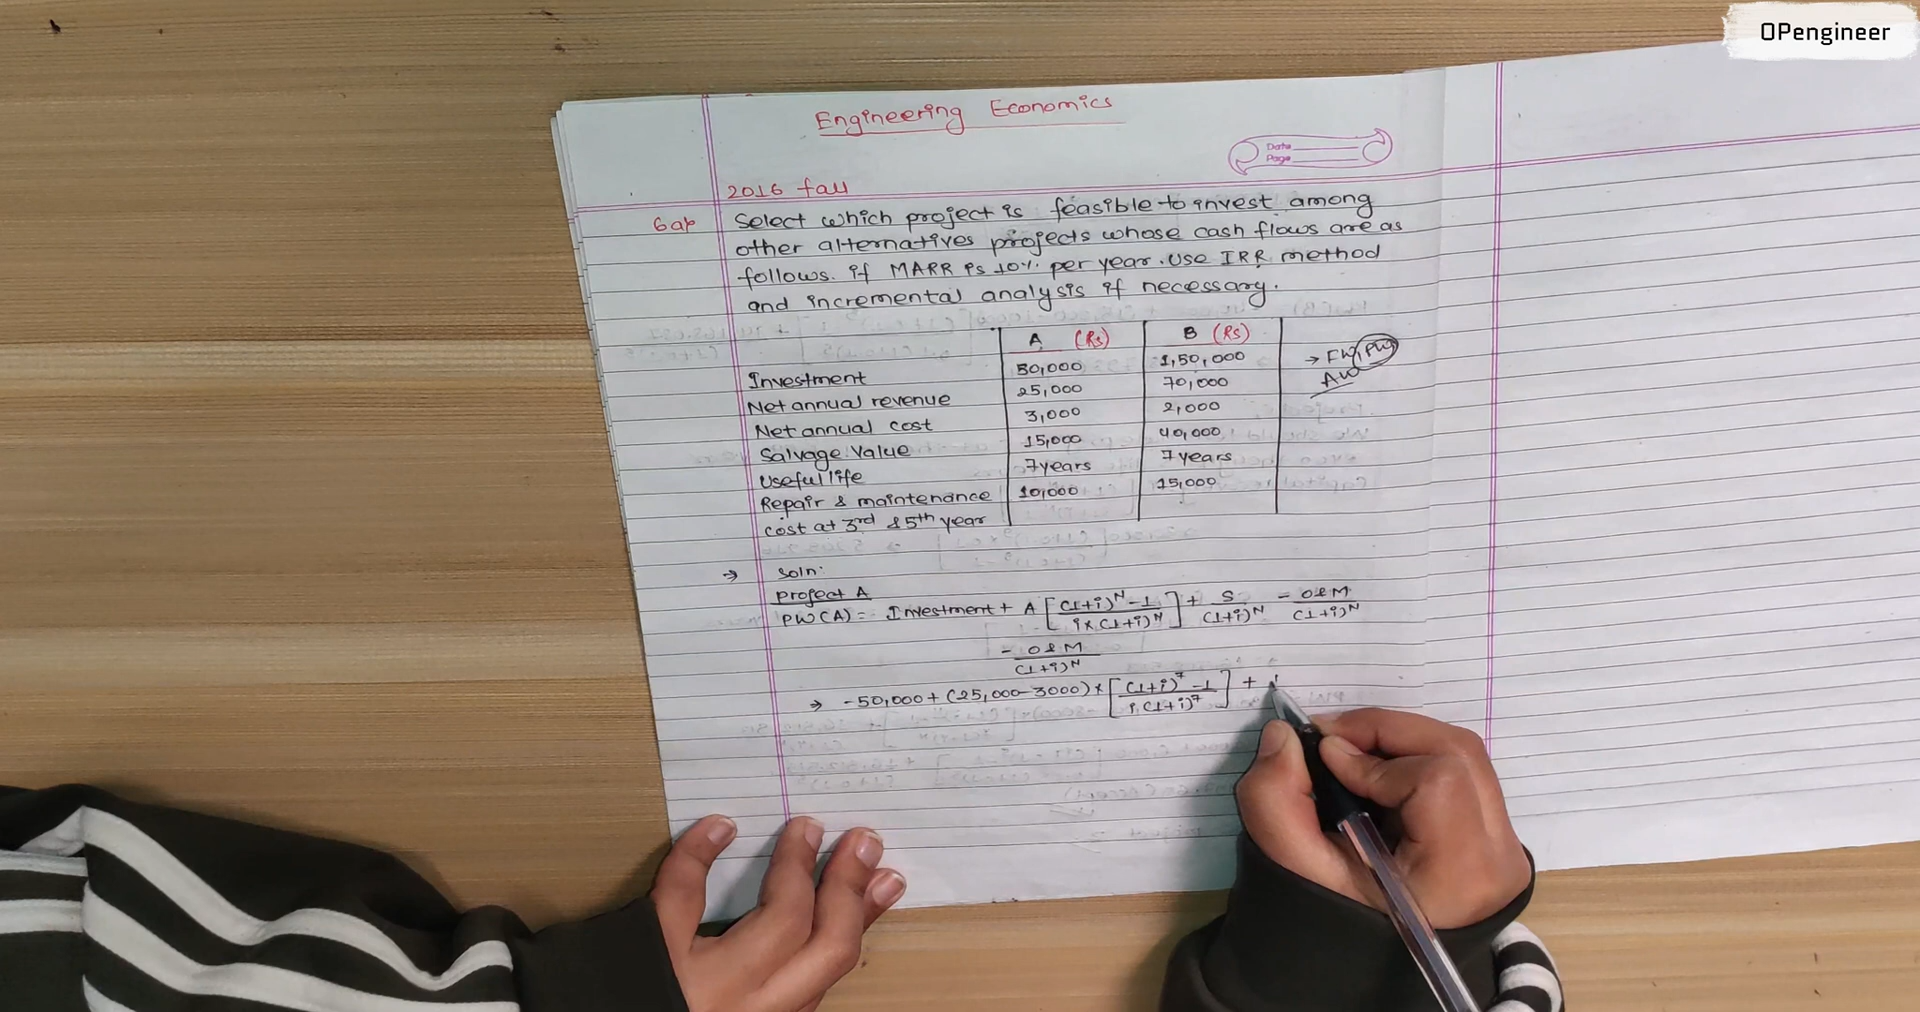 OPengineer
Engineering Economics
Date
Page
2016 fall
6 a)
Select which project is feasible to invest among
other alternatives projects whose cash flows are as
follows. if MARR is 10% per year. Use IRR method
and incremental analysis if necessary.
A (Rs) B (Rs)
Investment 50,000 1,50,000 → FW, PW,
Net annual revenue 25,000 70,000 AW
Net annual cost 3,000 2,000
Salvage Value 15,000 40,000
Useful life 7 years 7 years
Repair & maintenance 10,000 15,000
cost at 3rd & 5th year
→ Soln:
Project A
PW(A) = Investment + A [(1+i)^N - 1 / i × (1+i)^N] + S / (1+i)^N - O&M / (1+i)^N
- O&M / (1+i)^N
→ -50,000 + (25,000 - 3000) × [(1+i)^7 - 1 / i (1+i)^7] +